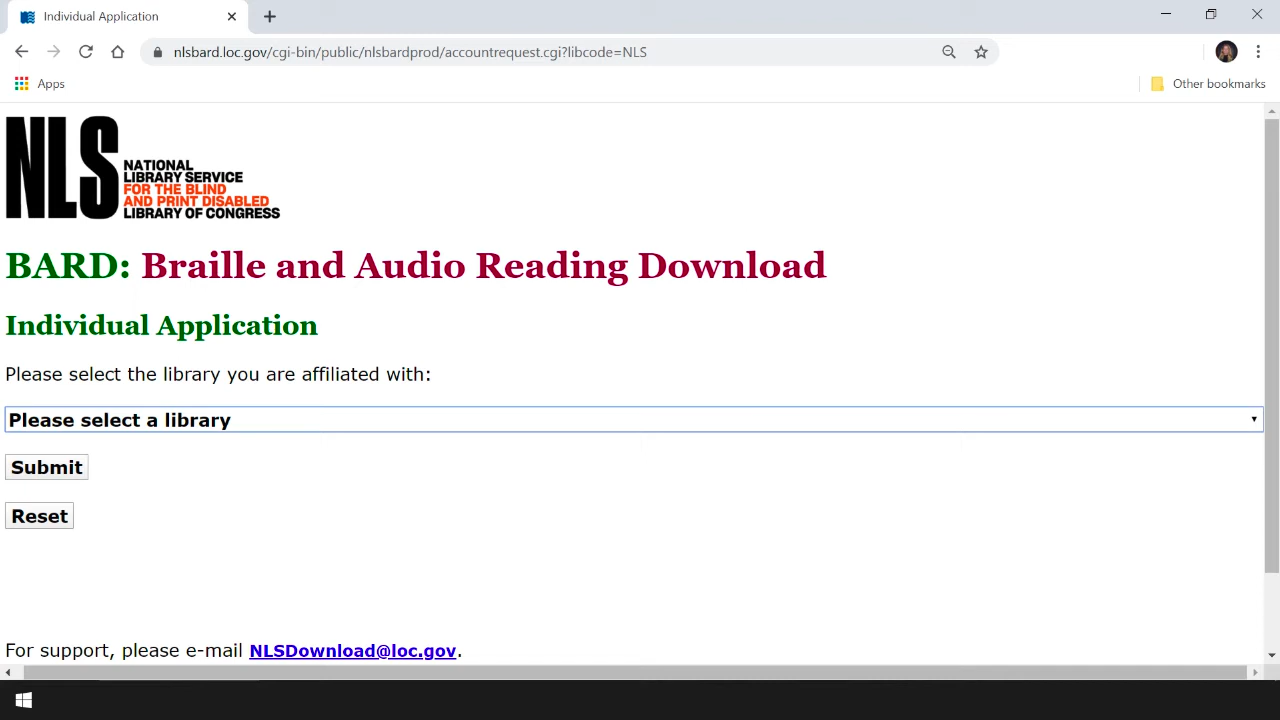 Individual Application
nlsbard.loc.gov/cgi-bin/public/nlsbardprod/accountrequest.cgi?libcode=NLS
Apps
Other bookmarks
NLS
NATIONAL
LIBRARY SERVICE
FOR THE BLIND
AND PRINT DISABLED
LIBRARY OF CONGRESS
BARD: Braille and Audio Reading Download
Individual Application
Please select the library you are affiliated with:
Please select a library
Submit
Reset
For support, please e-mail NLSDownload@loc.gov.